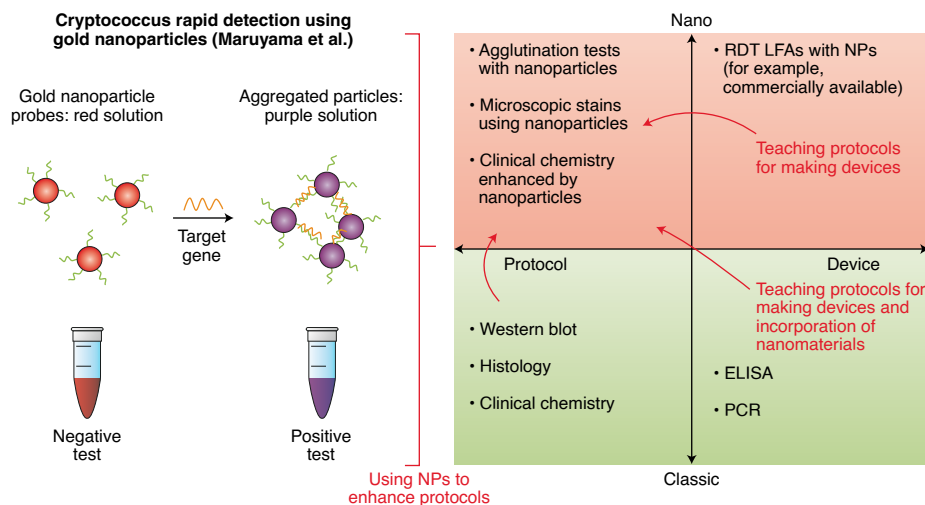 Cryptococcus rapid detection using
gold nanoparticles (Maruyama et al.)
Gold nanoparticle
probes: red solution
Aggregated particles:
purple solution
Target
gene
Negative
test
Positive
test
Using NPs to
enhance protocols
Nano
• Agglutination tests
with nanoparticles
• Microscopic stains
using nanoparticles
• Clinical chemistry
enhanced by
nanoparticles
• RDT LFAs with NPs
(for example,
commercially available)
Teaching protocols
for making devices
Protocol
Device
Teaching protocols for
making devices and
incorporation of
nanomaterials
• Western blot
• Histology
• Clinical chemistry
• ELISA
• PCR
Classic